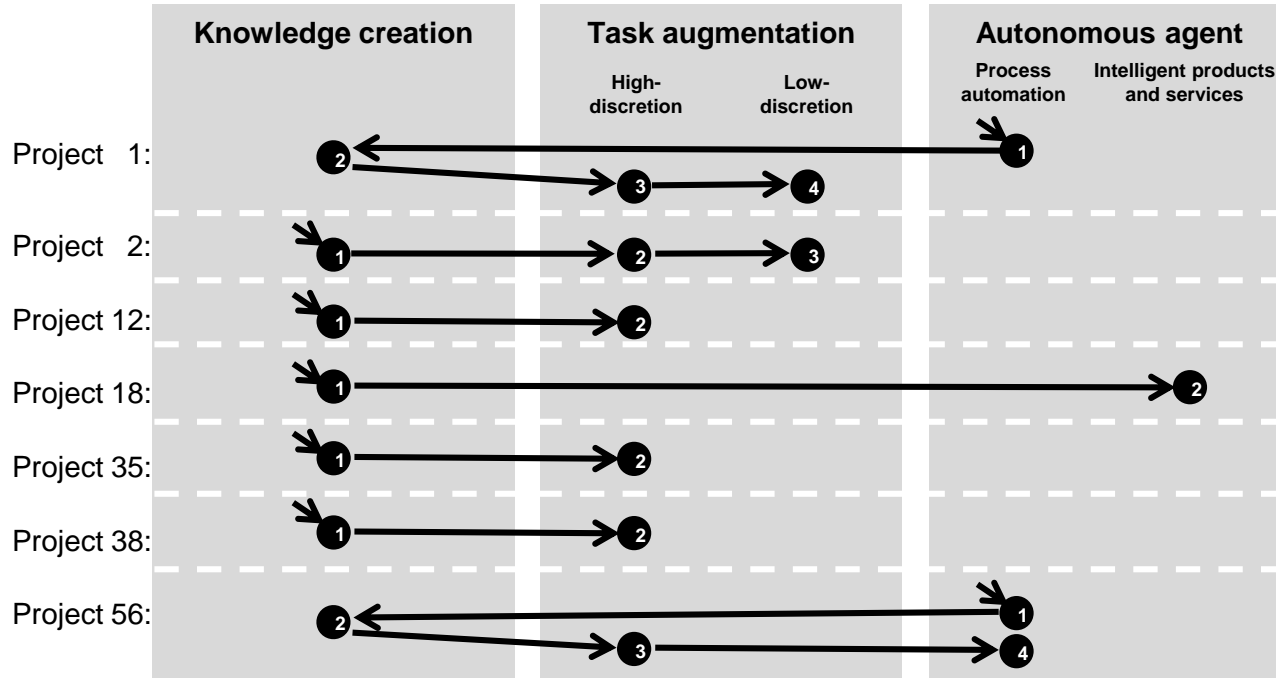 Knowledge creation
Task augmentation
Autonomous agent
High-
discretion
Low-
discretion
Process
automation
Intelligent products
and services
Project 1:
2
1
3
4
Project 2:
1
2
3
Project 12:
1
2
Project 18:
1
2
Project 35:
1
2
Project 38:
1
2
Project 56:
2
1
3
4